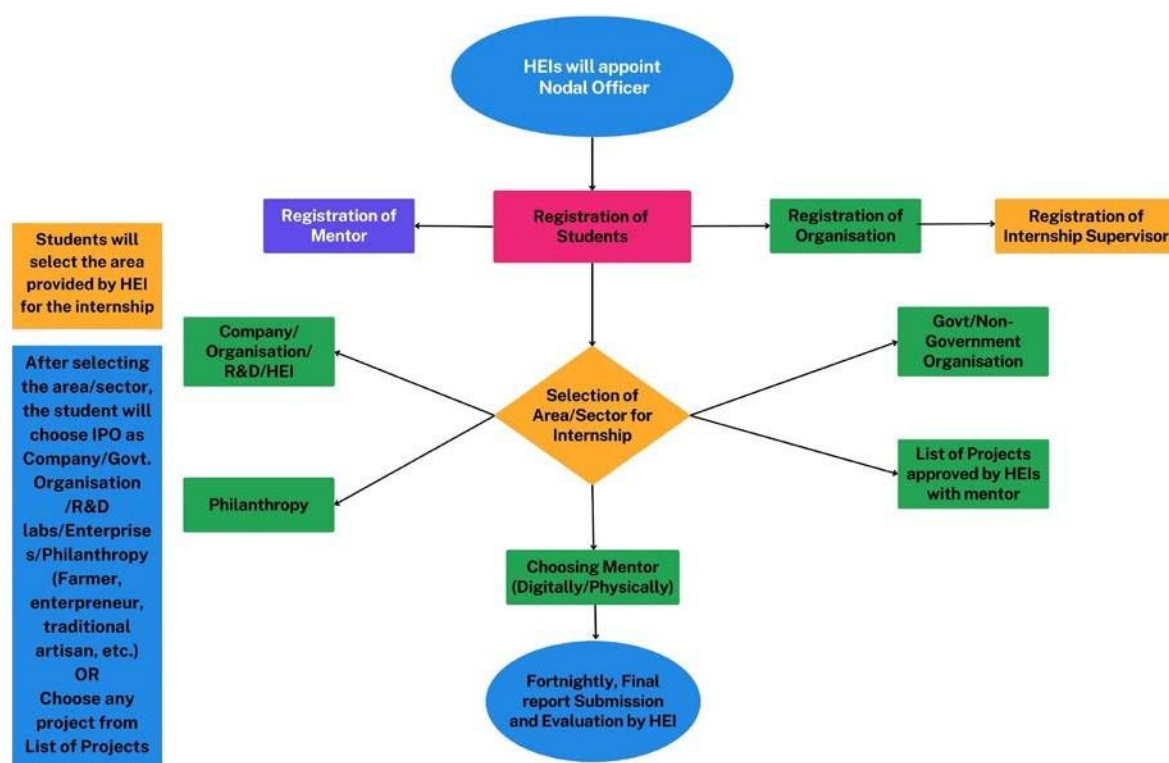 HEIs will appoint
Nodal Officer
Registration of
Mentor
Registration of
Students
Registration of
Organisation
Registration of
Internship Supervisor
Students will
select the area
provided by HEI
for the internship
After selecting
the area/sector,
the student will
choose IPO as
Company/Govt.
Organisation
/R&D
labs/Enterprise
s/Philanthropy
(Farmer,
enterpreneur,
traditional
artisan, etc.)
OR
Choose any
project from
List of Projects
Company/
Organisation/
R&D/HEI
Philanthropy
Selection of
Area/Sector for
Internship
Govt/Non-
Government
Organisation
List of Projects
approved by HEIs
with mentor
Choosing Mentor
(Digitally/Physically)
Fortnightly, Final
report Submission
and Evaluation by HEI